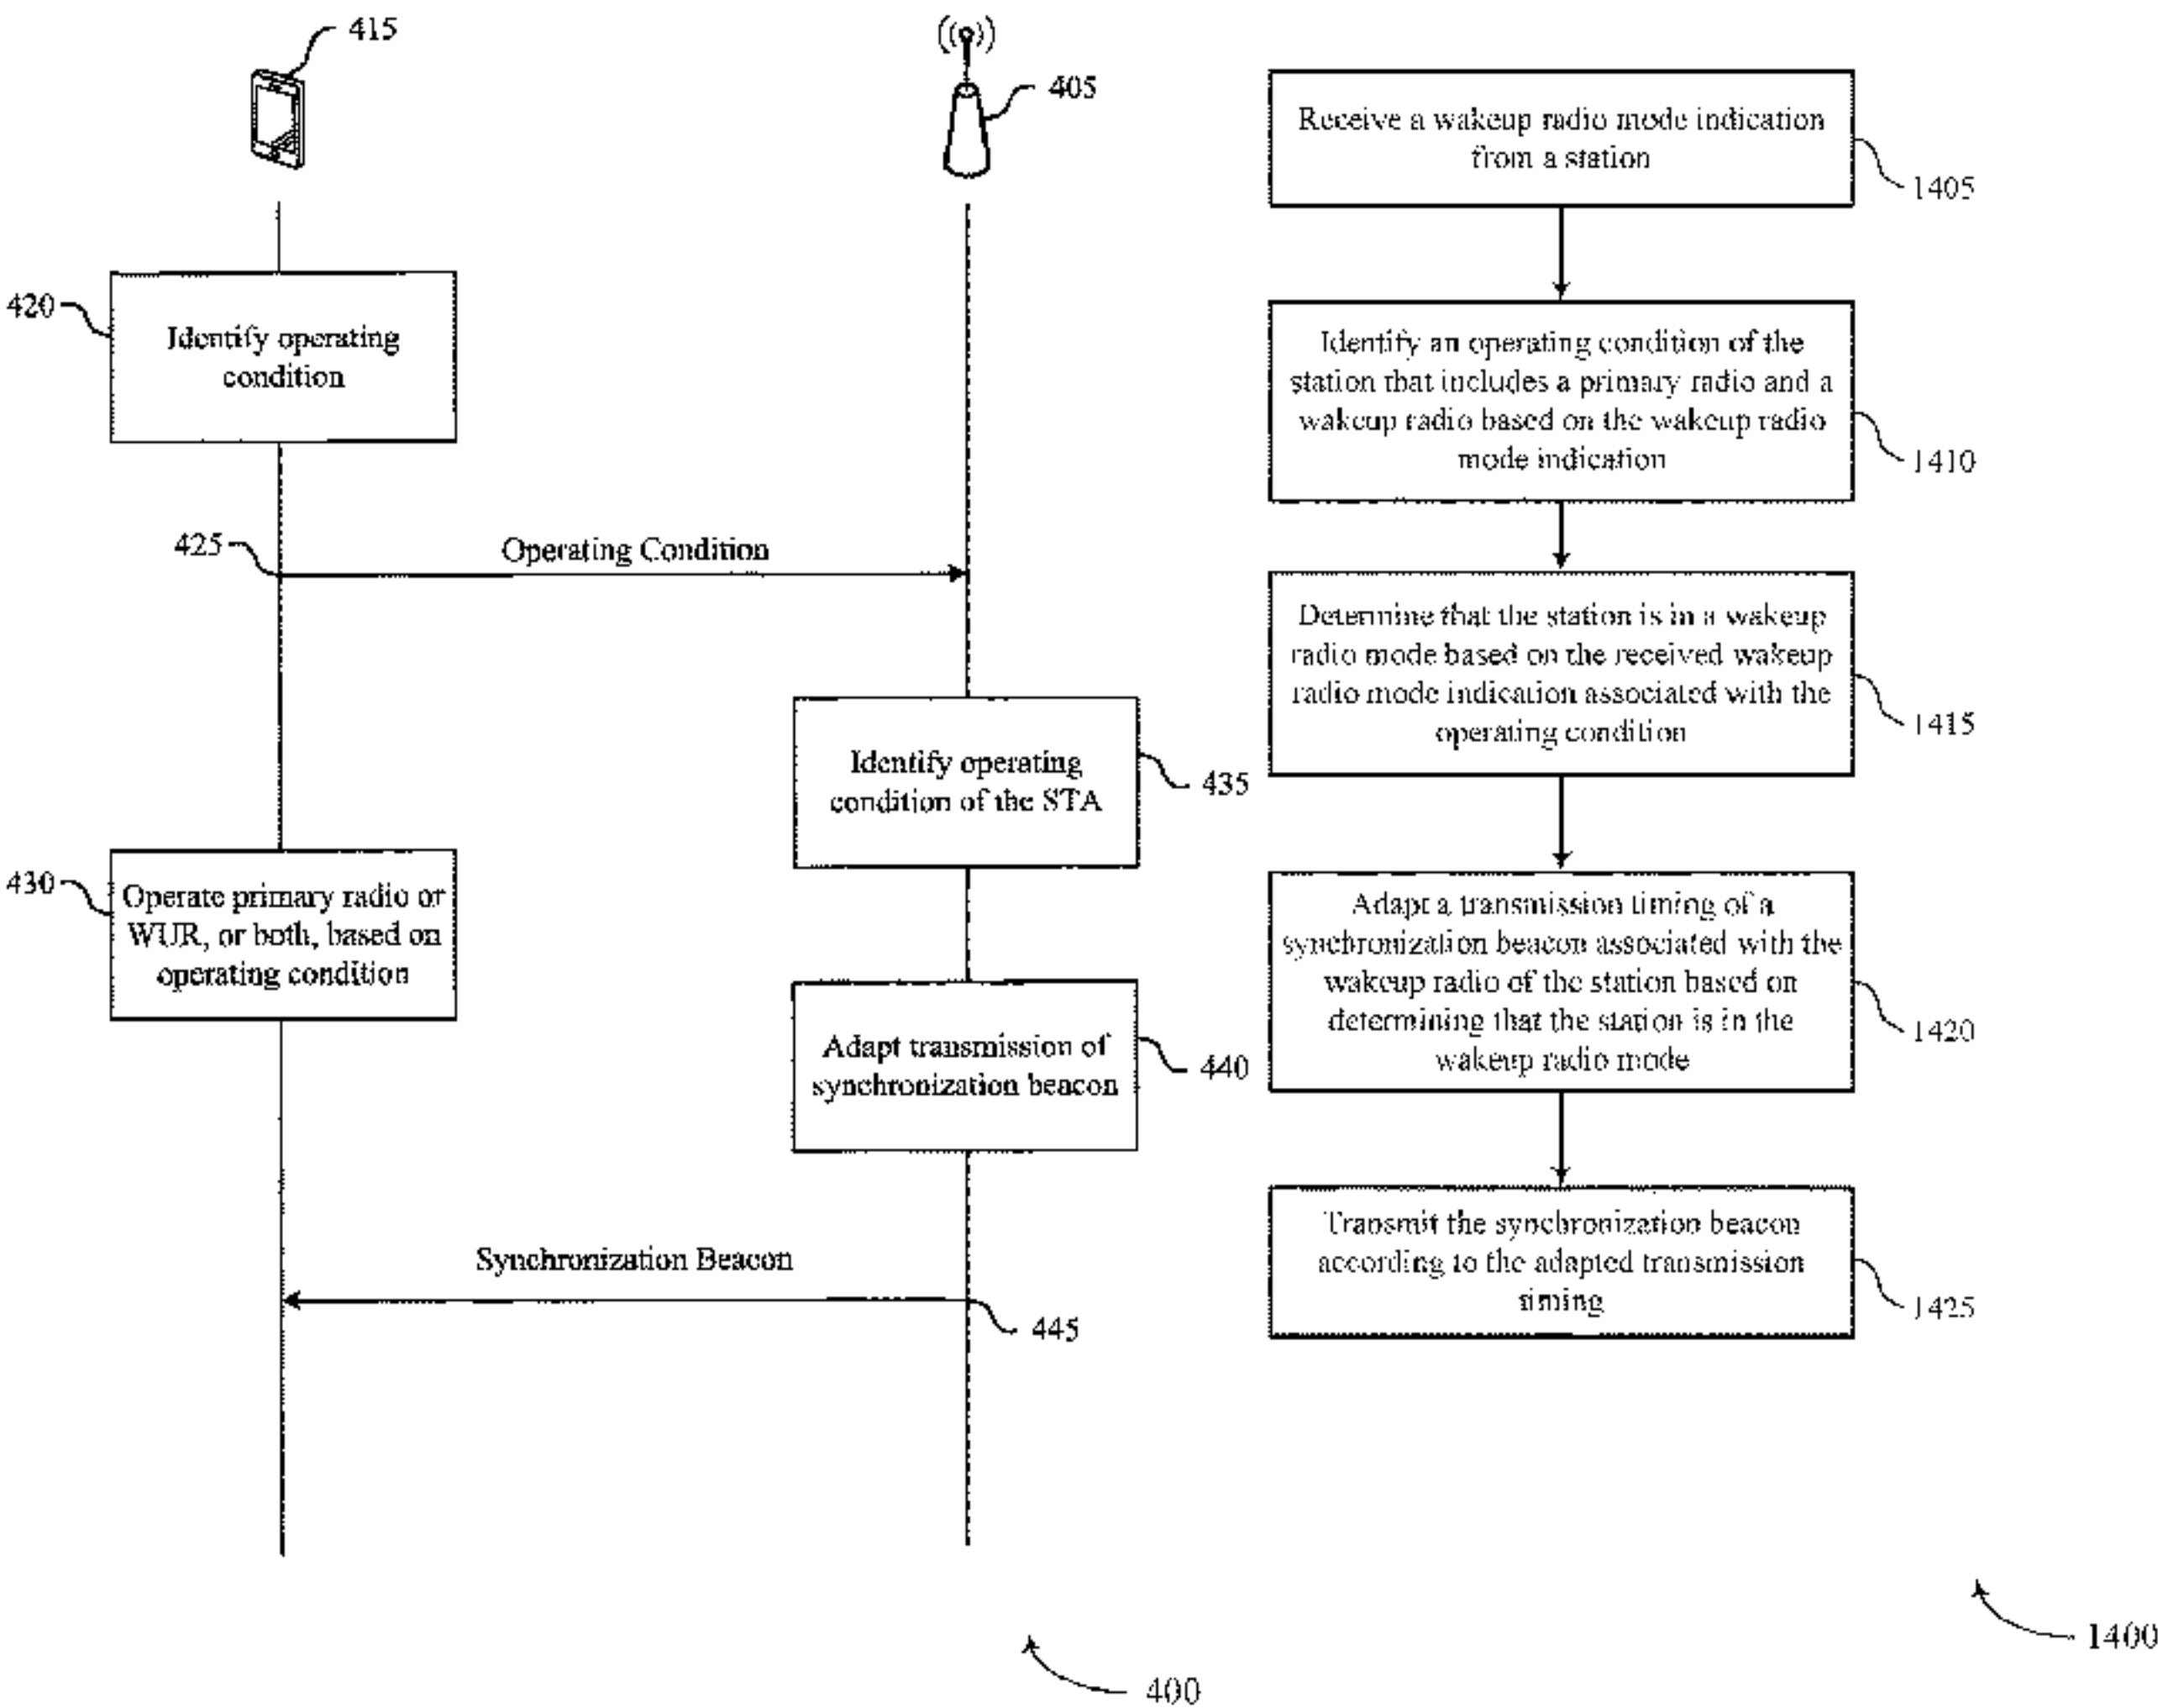 415
405
420
Identify operating
condition
425
Operating Condition
Identify operating
condition of the STA
435
430
Operate primary radio or
WUR, or both, based on
operating condition
Adapt transmission of
synchronization beacon
440
Synchronization Beacon
445
400
Receive a wakeup radio mode indication
from a station
1405
Identify an operating condition of the
station that includes a primary radio and a
wakeup radio based on the wakeup radio
mode indication
1410
Determine that the station is in a wakeup
radio mode based on the received wakeup
radio mode indication associated with the
operating condition
1415
Adapt a transmission timing of a
synchronization beacon associated with the
wakeup radio of the station based on
determining that the station is in the
wakeup radio mode
1420
Transmit the synchronization beacon
according to the adapted transmission
timing
1425
1400